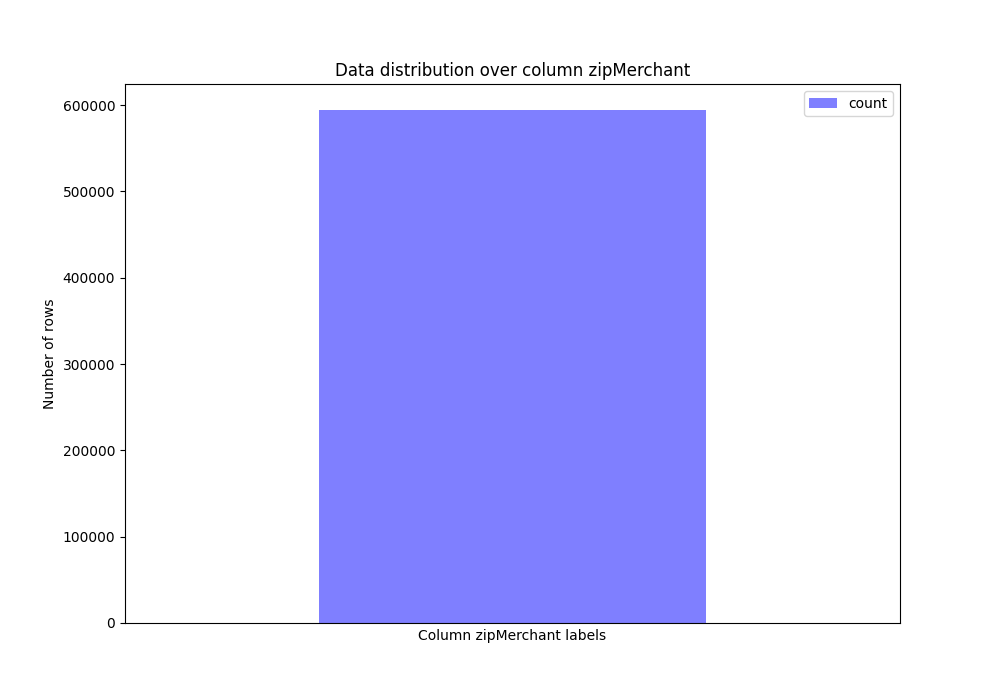 Data distribution over column zipMerchant
count
600000
500000
400000
300000
200000
100000
0
Number of rows
Column zipMerchant labels